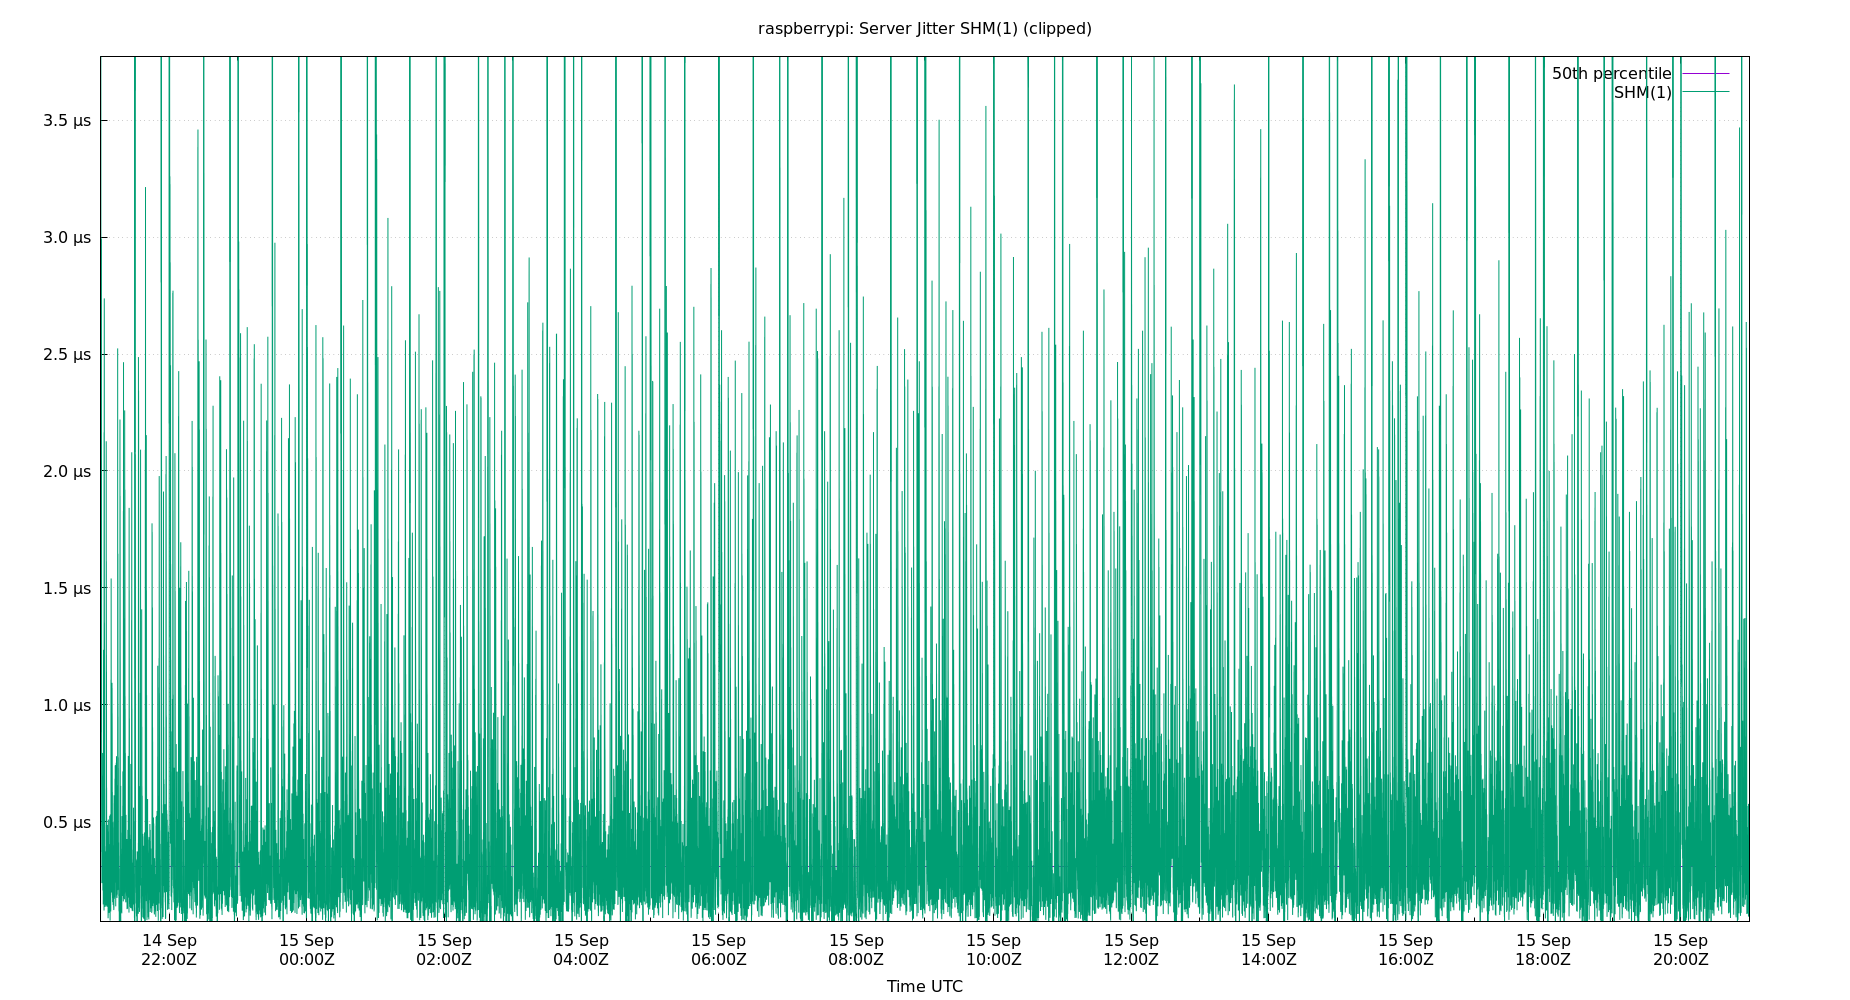 raspberrypi: Server Jitter SHM(1) (clipped)
50th percentile
SHM(1)
3.5 µs
3.0 µs
2.5 µs
2.0 µs
1.5 µs
1.0 µs
0.5 µs
14 Sep 15 Sep 15 Sep 15 Sep 15 Sep 15 Sep 15 Sep 15 Sep 15 Sep 15 Sep 15 Sep 15 Sep
22:00Z 00:00Z 02:00Z 04:00Z 06:00Z 08:00Z 10:00Z 12:00Z 14:00Z 16:00Z 18:00Z 20:00Z
Time UTC